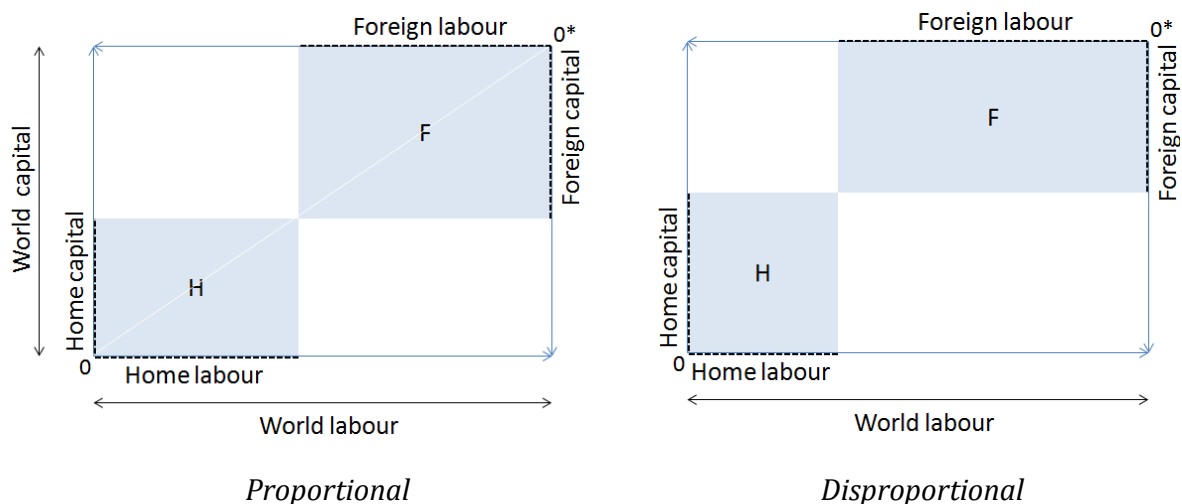 Foreign labour
0*
World capital
Home capital
Foreign capital
F
H
0
Home labour
World labour
Proportional
Foreign labour
0*
Home capital
Foreign capital
F
H
0
Home labour
World labour
Disproportional